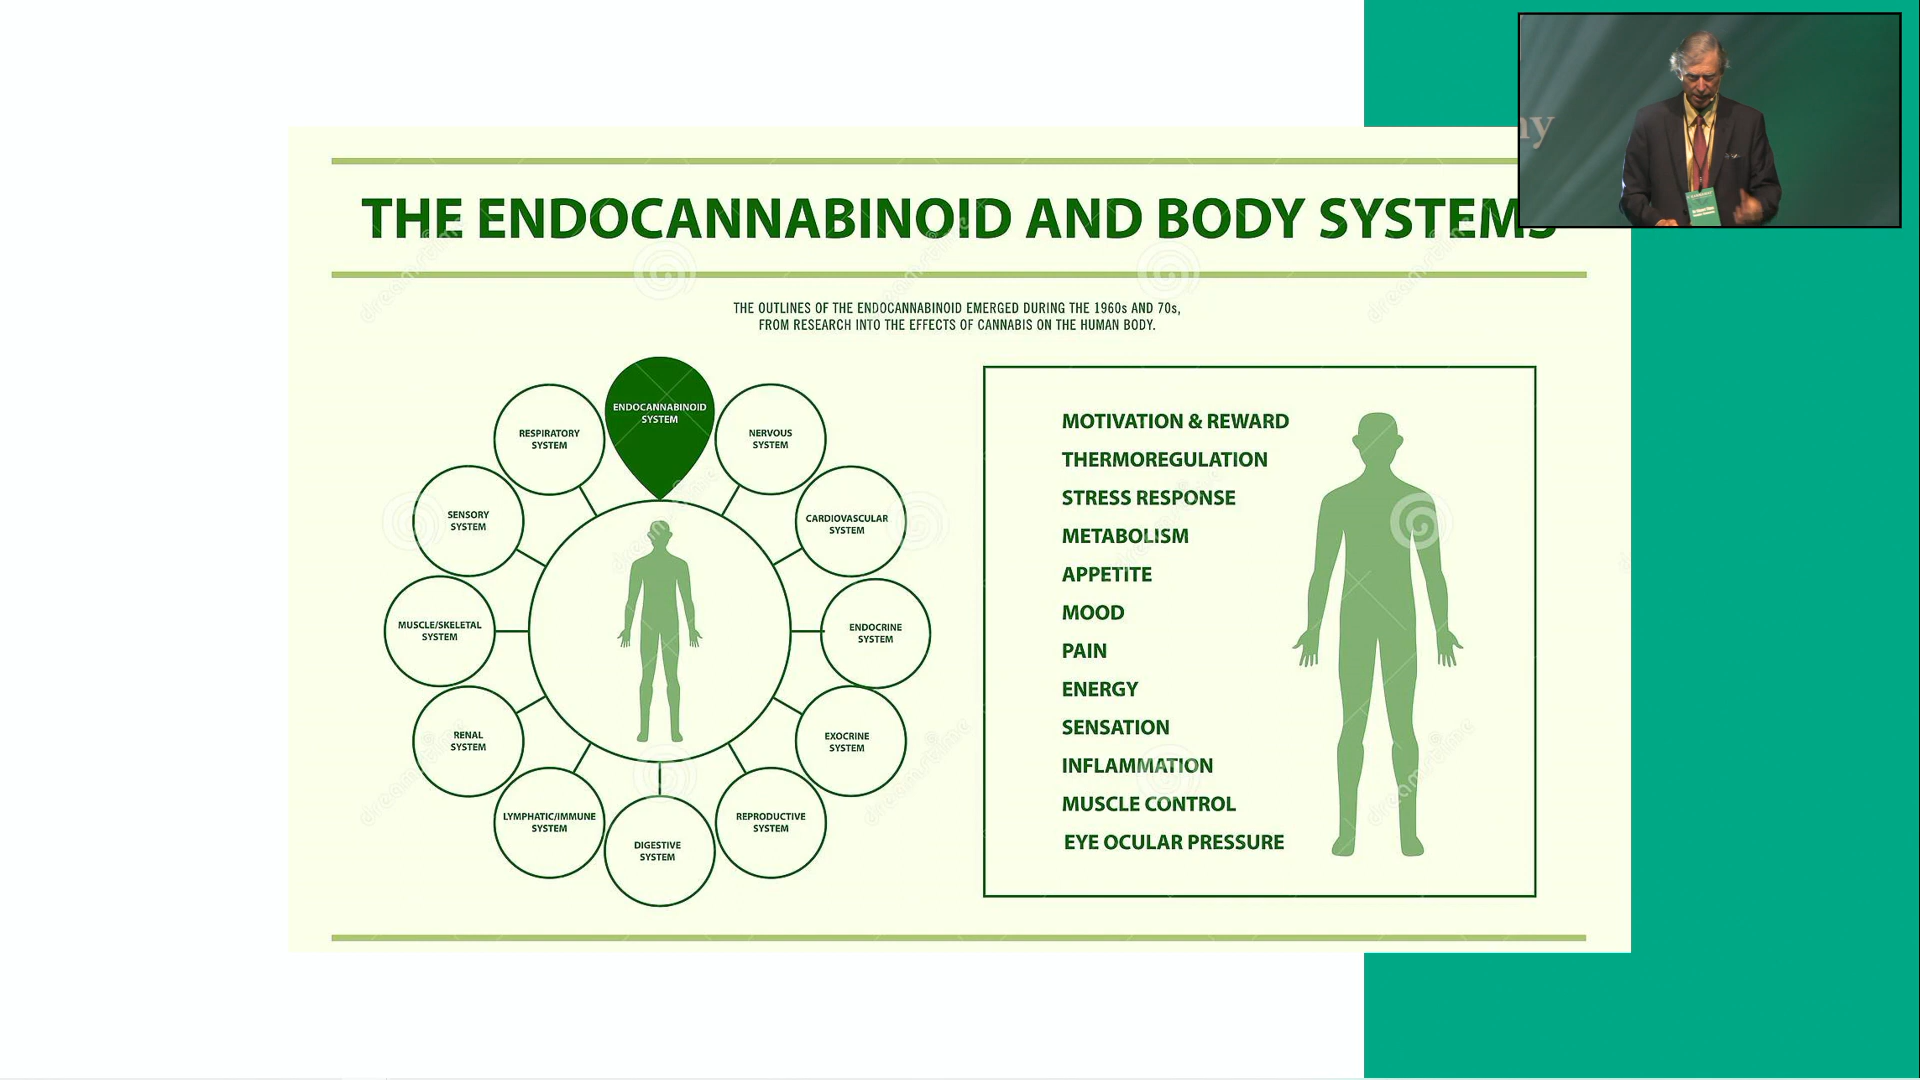 THE ENDOCANNABINOID AND BODY SYSTEMS
THE OUTLINES OF THE ENDOCANNABINOID EMERGED DURING THE 1960s AND 70s,
FROM RESEARCH INTO THE EFFECTS OF CANNABIS ON THE HUMAN BODY.
ENDOCANNABINOID
SYSTEM
NERVOUS
SYSTEM
CARDIOVASCULAR
SYSTEM
ENDOCRINE
SYSTEM
EXOCRINE
SYSTEM
REPRODUCTIVE
SYSTEM
DIGESTIVE
SYSTEM
LYMPHATIC/IMMUNE
SYSTEM
RENAL
SYSTEM
MUSCLE/SKELETAL
SYSTEM
SENSORY
SYSTEM
RESPIRATORY
SYSTEM
MOTIVATION & REWARD
THERMOREGULATION
STRESS RESPONSE
METABOLISM
APPETITE
MOOD
PAIN
ENERGY
SENSATION
INFLAMMATION
MUSCLE CONTROL
EYE OCULAR PRESSURE
ny
dreamstime